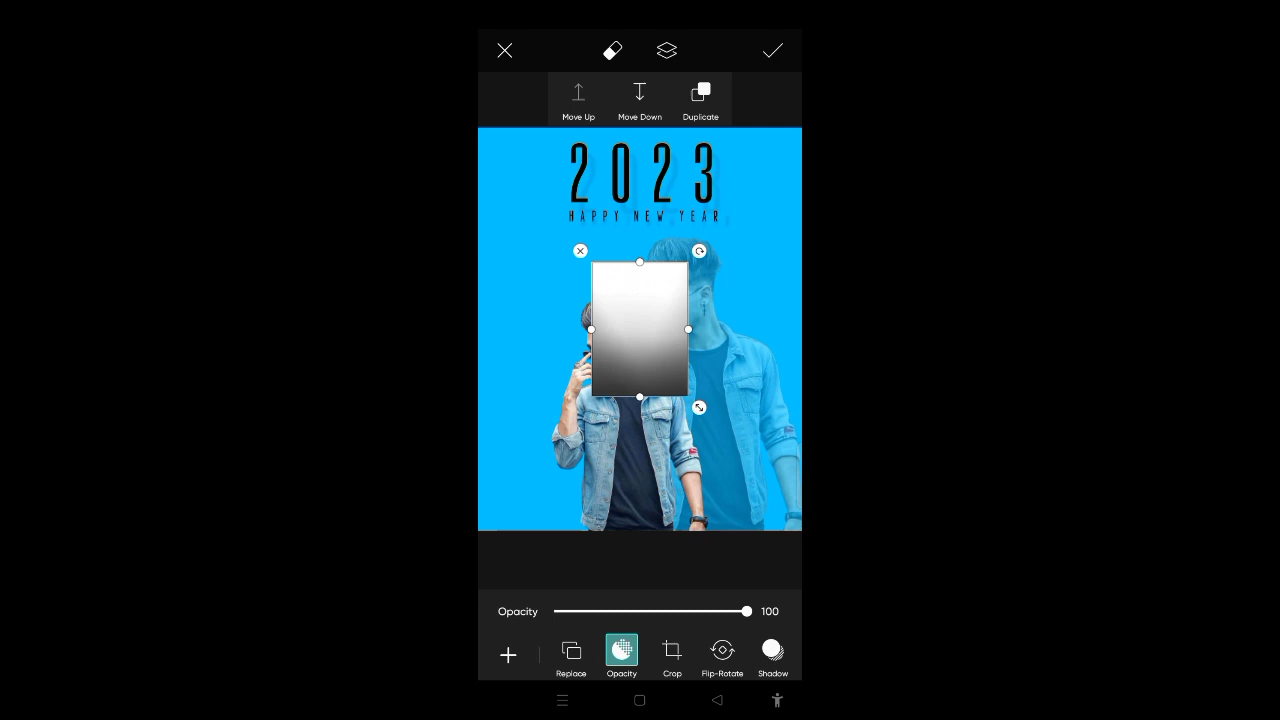 Move Up
Move Down
Duplicate
2023
HAPPY NEW YEAR
Opacity
100
Replace
Opacity
Crop
Flip-Rotate
Shadow